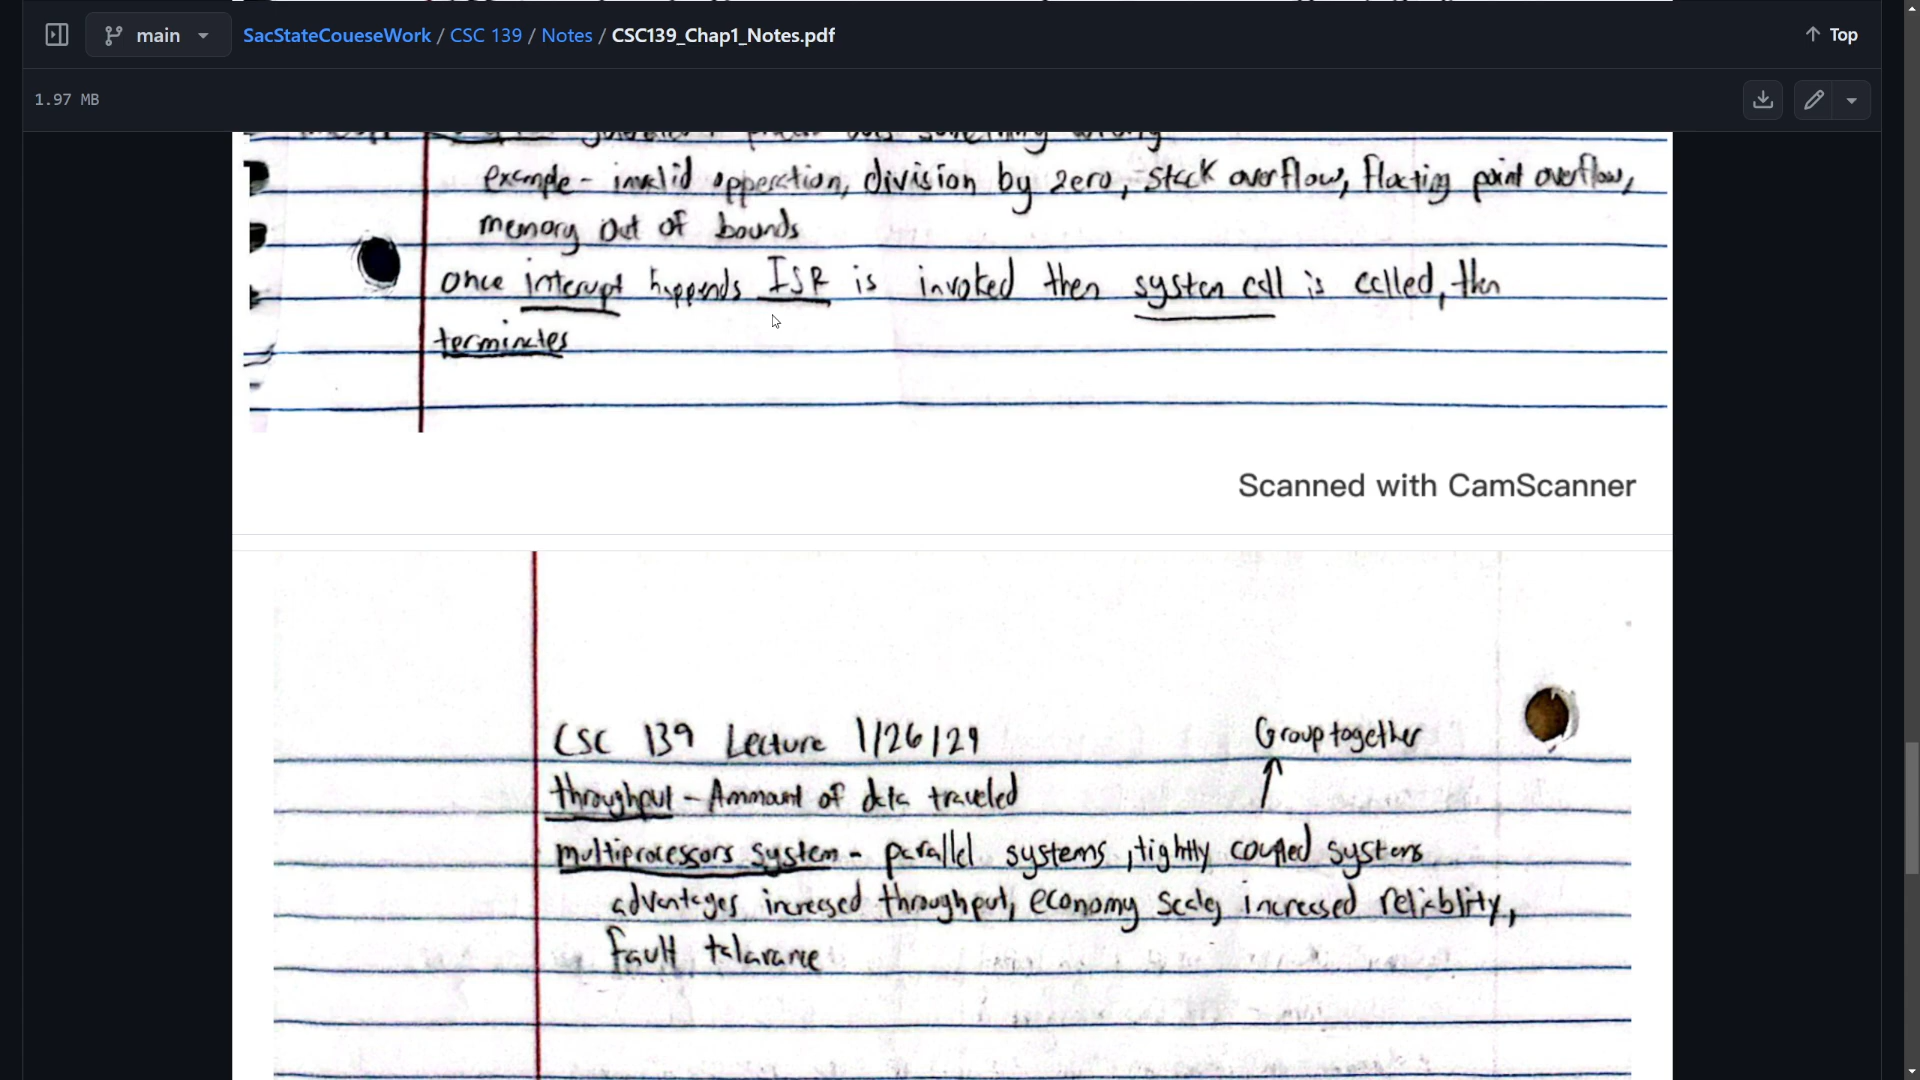 main
SacStateCoueseWork / CSC 139 / Notes / CSC139_Chap1_Notes.pdf
Top
1.97 MB
something wrong
example - invalid opperation, division by zero, stack overflow, floating point overflow,
memory out of bounds
once interupt happends ISR is invoked then system call is called, then
terminates
Scanned with CamScanner
CSC 139 Lecture 1/26/24
Group together
throughput - Ammount of data traveled
multiprocessors system - parallel systems, tightly coupled systems
advantages increased throughput, economy scale, increased reliablity,
fault talarance